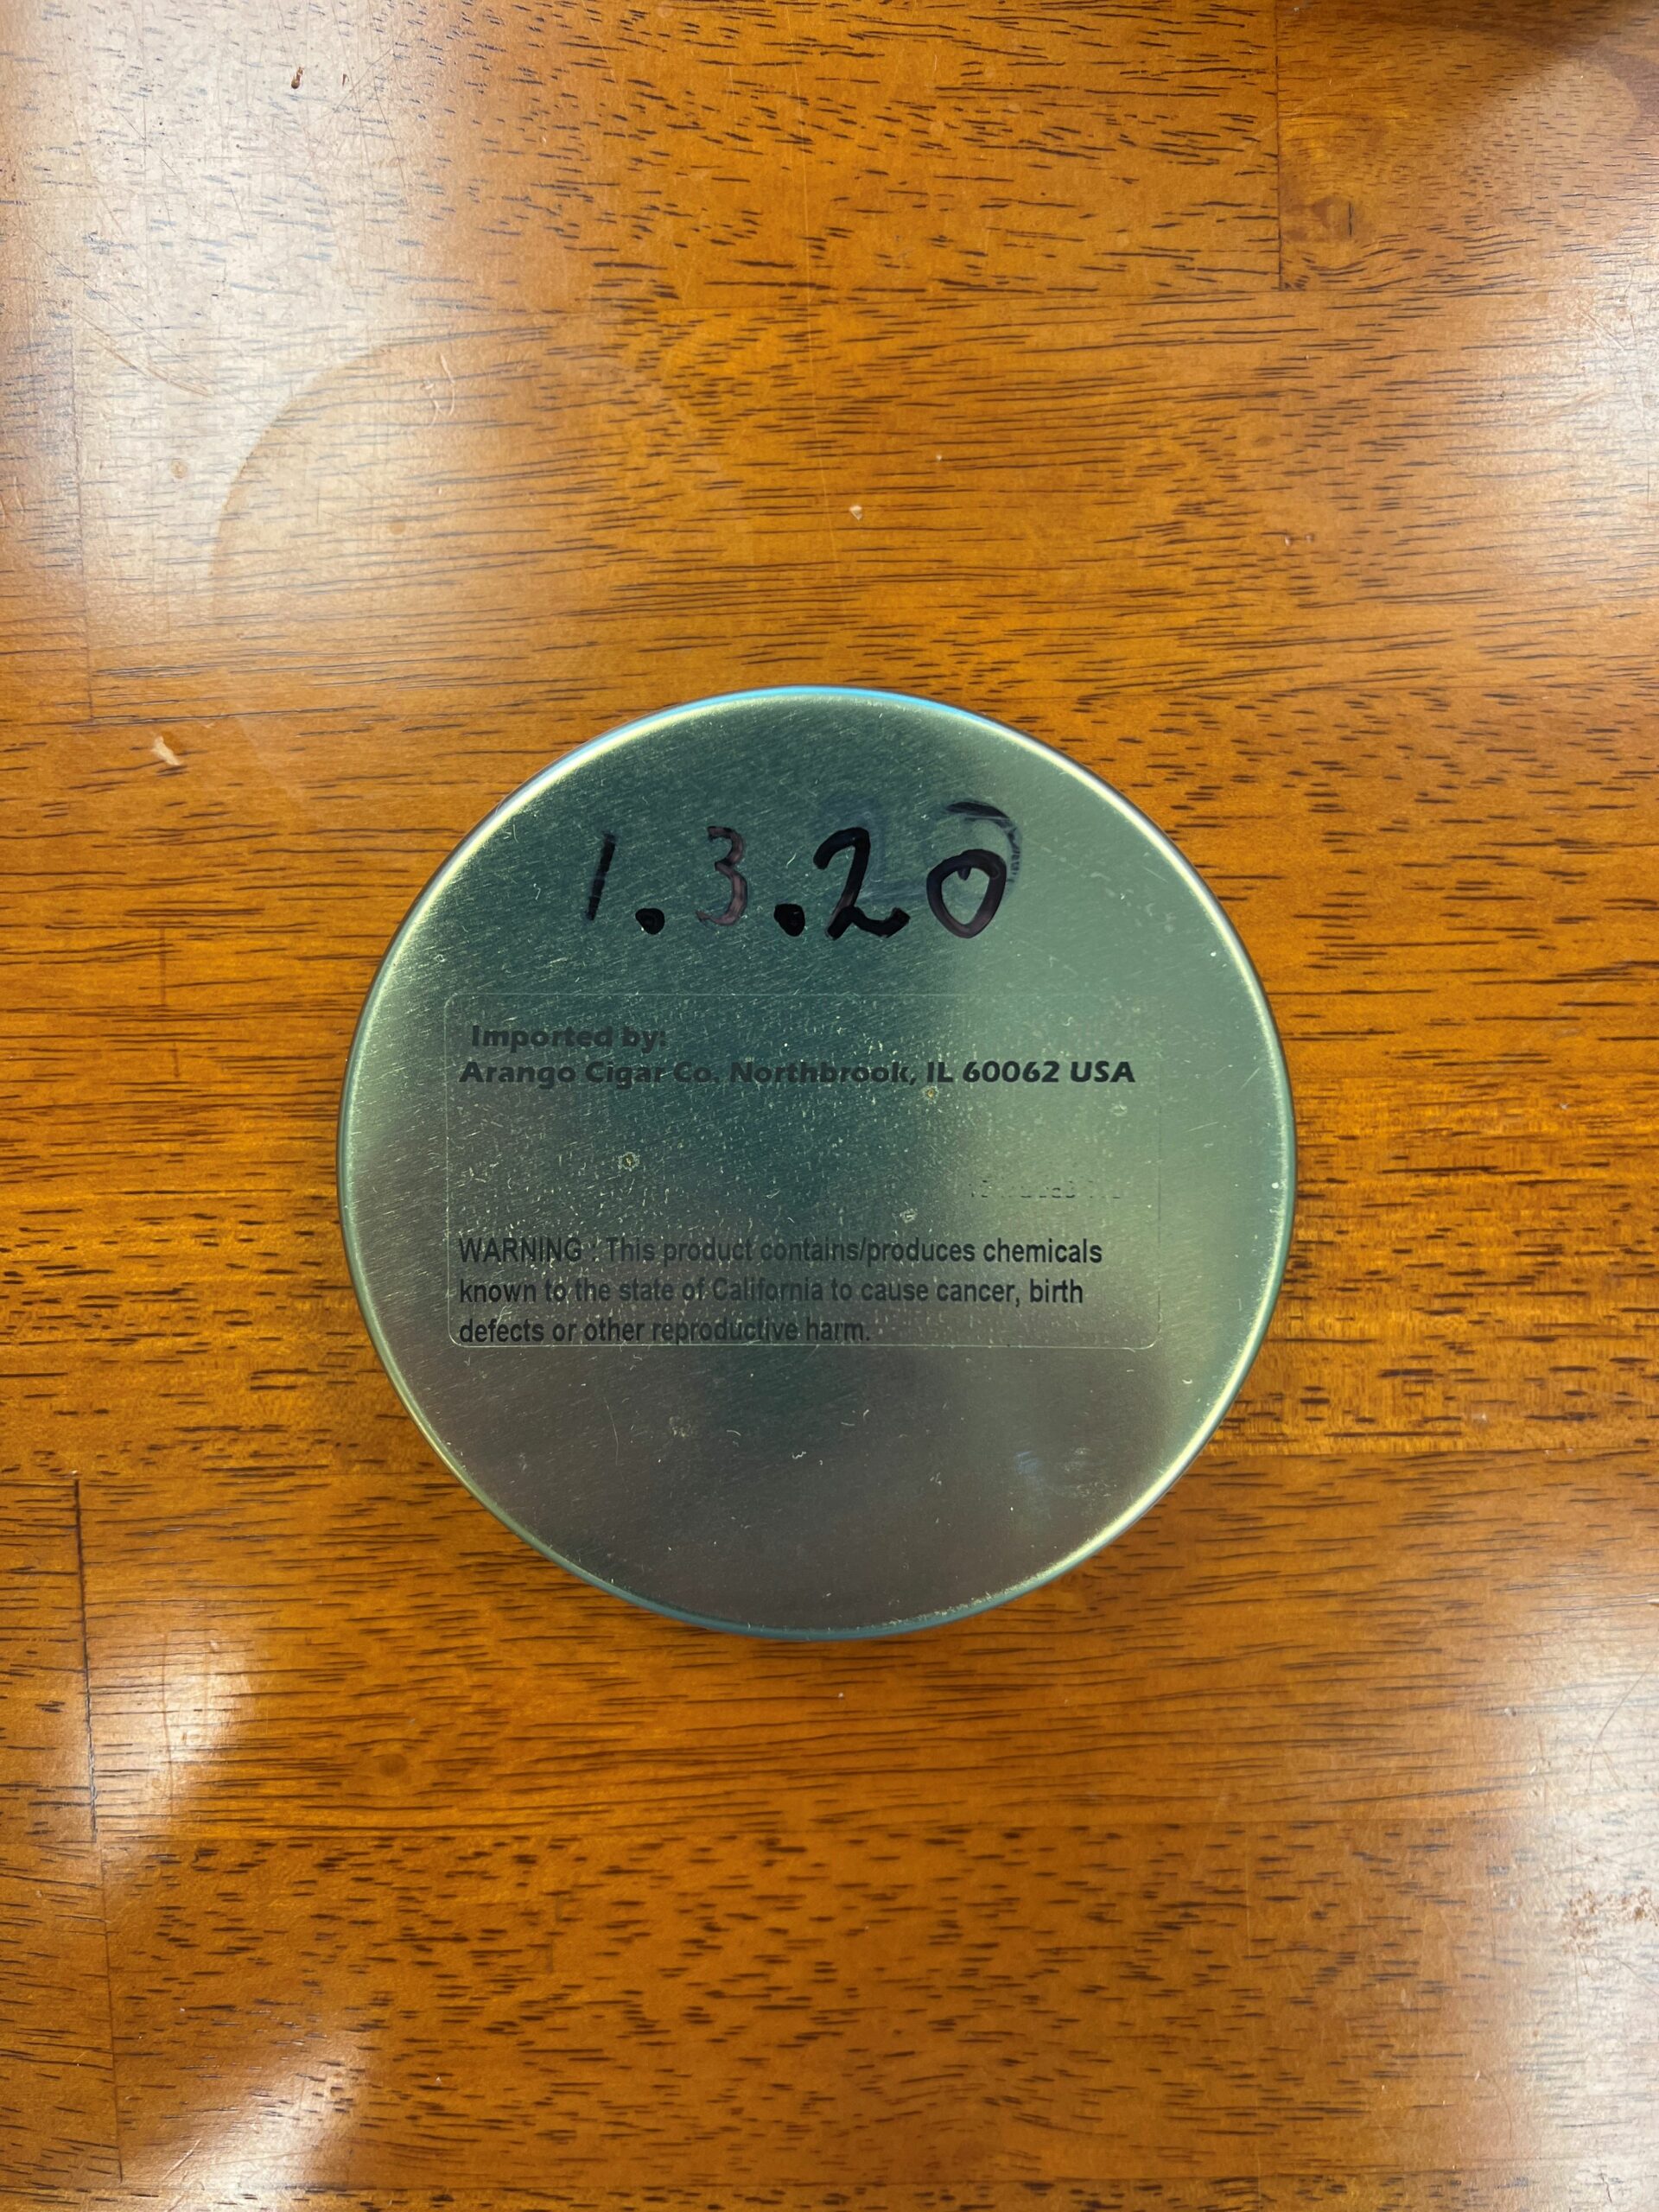 1.3.20
Imported by:
Arango Cigar Co. Northbrook, IL 60062 USA
WARNING : This product contains/produces chemicals
known to the state of California to cause cancer, birth
defects or other reproductive harm.